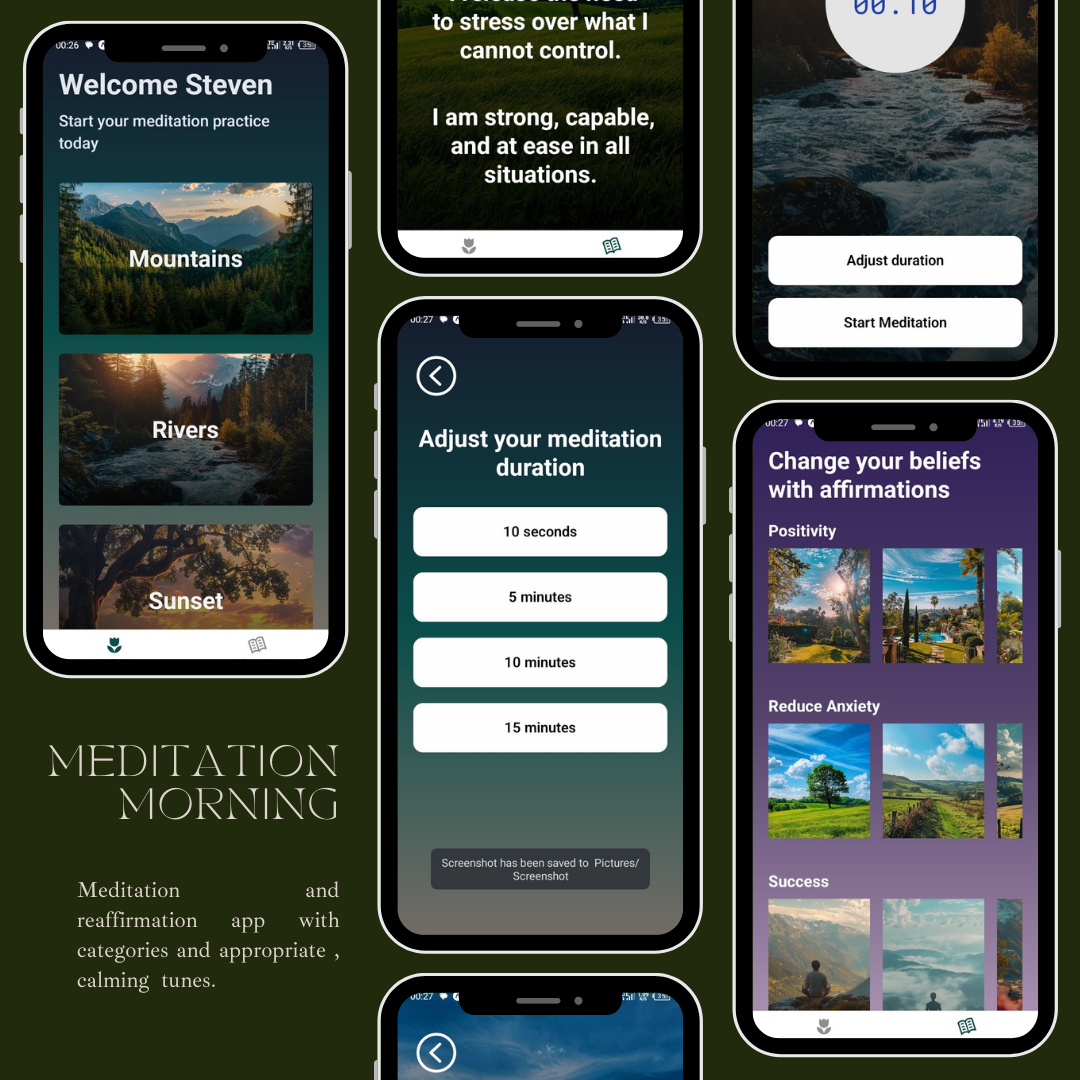 00:26
Welcome Steven
Start your meditation practice
today
Mountains
Rivers
Sunset
MEDITATION
MORNING
Meditation and
reaffirmation app with
categories and appropriate ,
calming tunes.
to stress over what I
cannot control.
I am strong, capable,
and at ease in all
situations.
00:27
Adjust your meditation
duration
10 seconds
5 minutes
10 minutes
15 minutes
Screenshot has been saved to Pictures/
Screenshot
00:27
00:10
Adjust duration
Start Meditation
00:27
Change your beliefs
with affirmations
Positivity
Reduce Anxiety
Success